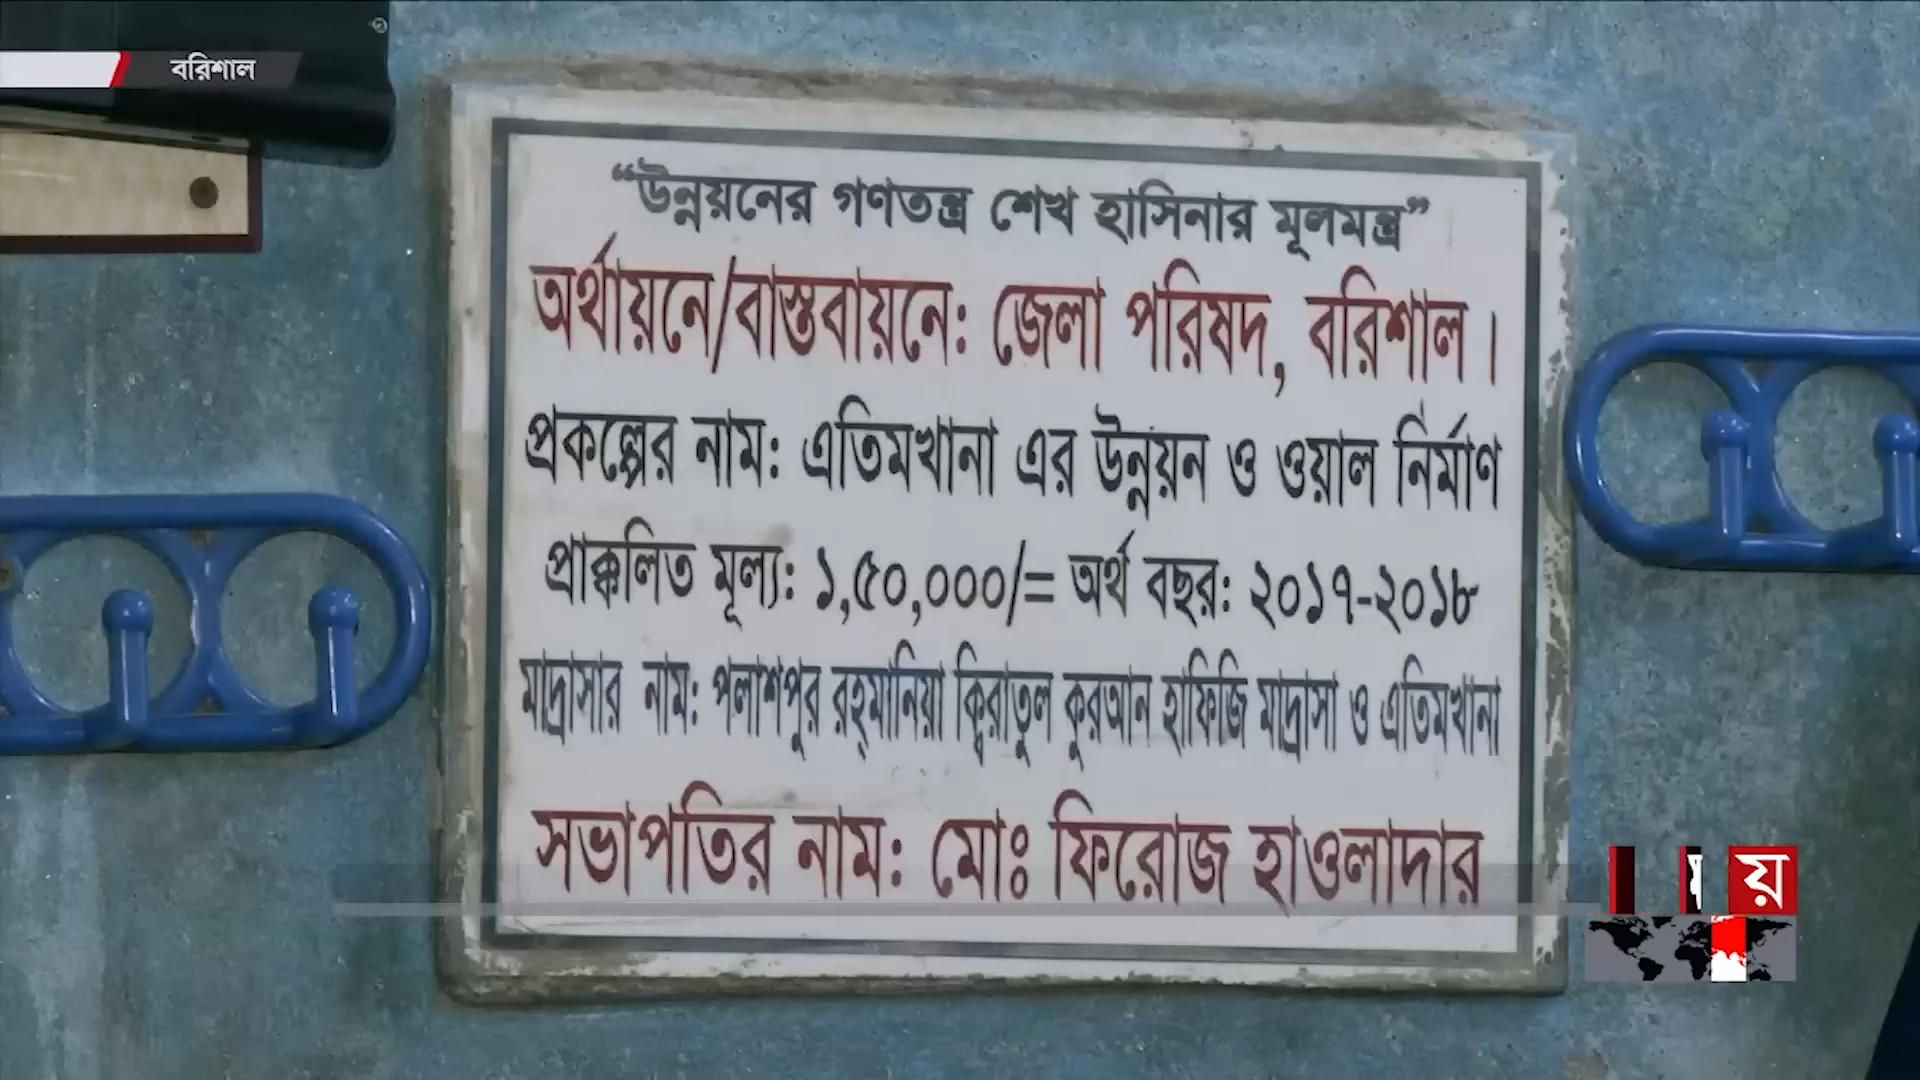 বরিশাল
“উন্নয়নের গণতন্ত্র শেখ হাসিনার মূলমন্ত্র”
অর্থায়নে/বাস্তবায়নে: জেলা পরিষদ, বরিশাল।
প্রকল্পের নাম: এতিমখানা এর উন্নয়ন ও ওয়াল নির্মাণ
প্রাক্কলিত মূল্য: ১,৫০,০০০/= অর্থ বছর: ২০১৭-২০১৮
মাদ্রাসার নাম: পলাশপুর রহ্‌মানিয়া ক্বিরাতুল কুরআন হাফিজি মাদ্রাসা ও এতিমখানা
সভাপতির নাম: মোঃ ফিরোজ হাওলাদার
য়